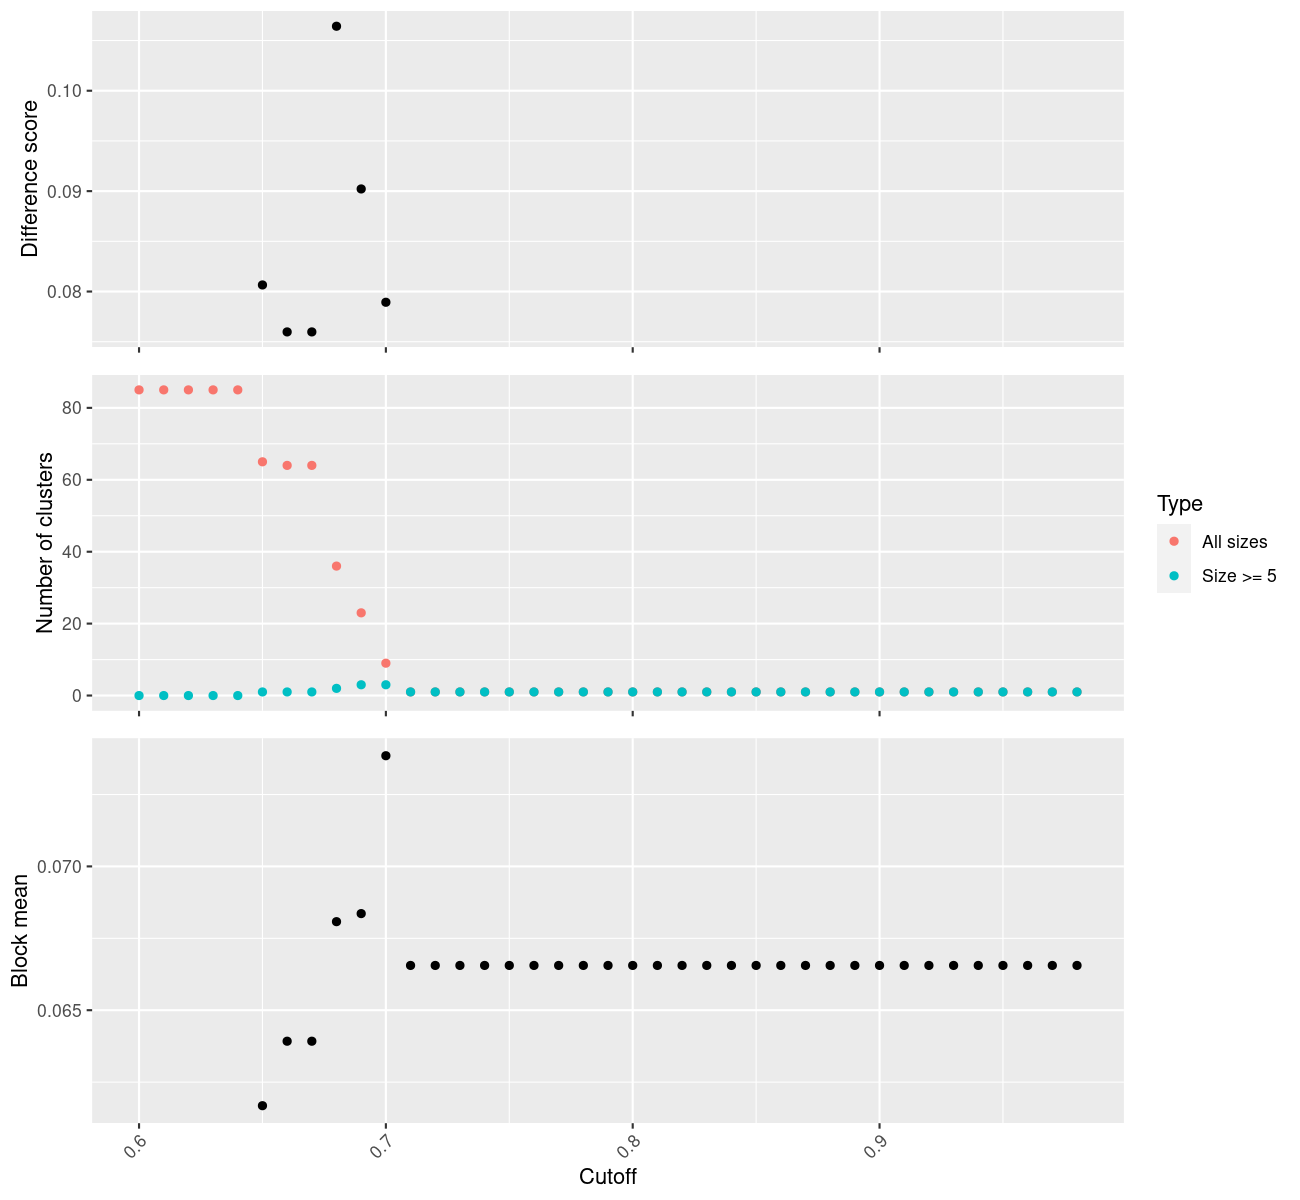 Difference score
0.10
0.09
0.08
Number of clusters
80
60
40
20
0
Type
All sizes
Size >= 5
Block mean
0.070
0.065
0.6
0.7
0.8
0.9
Cutoff